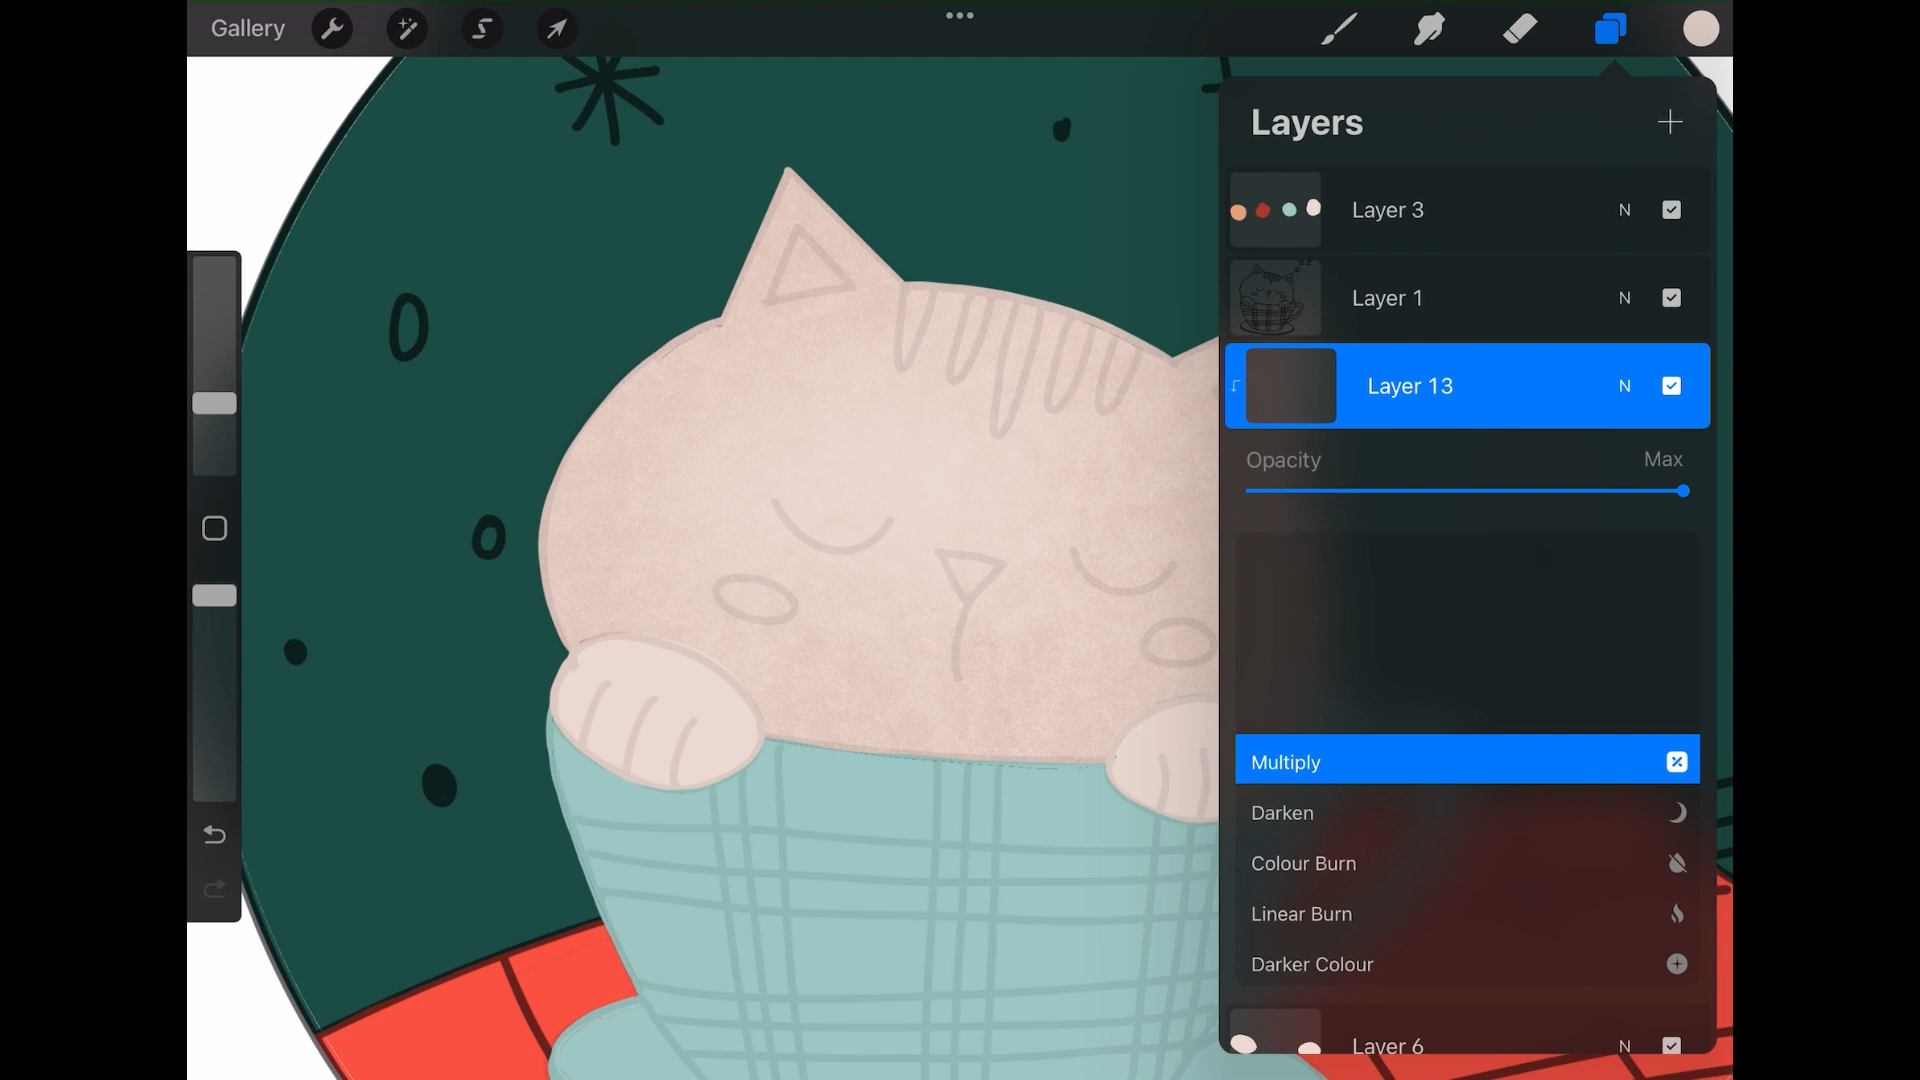 Gallery
Layers
Layer 3 N
Layer 1 N
Layer 13 N
Opacity Max
Multiply
Darken
Colour Burn
Linear Burn
Darker Colour
Layer 6 N